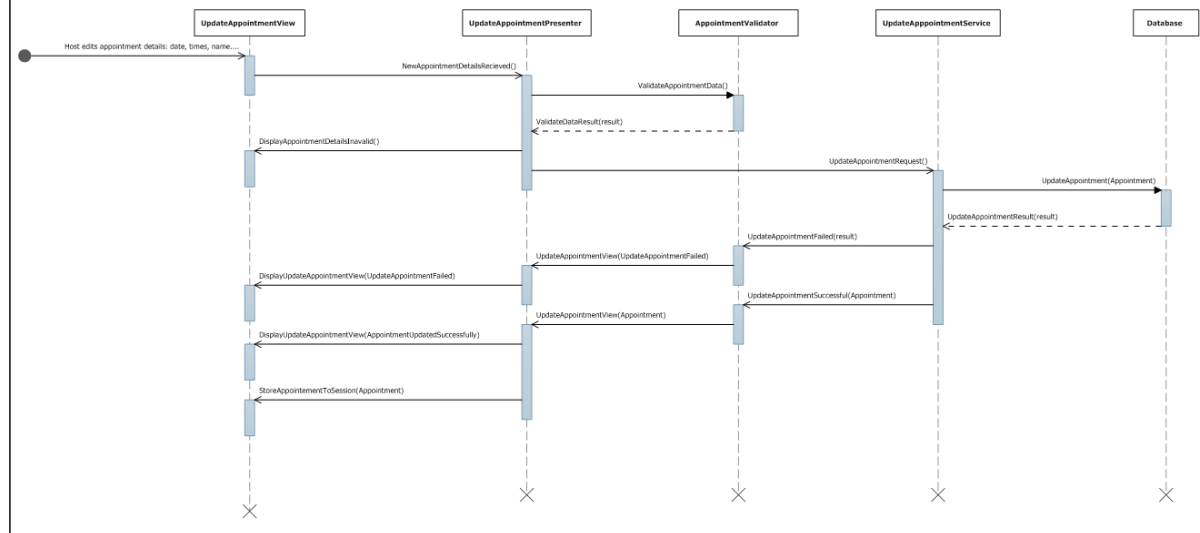 UpdateAppointmentView
UpdateAppointmentPresenter
AppointmentValidator
UpdateApppointmentService
Database
Host edits appointment details: date, times, name....
NewAppointmentDetailsRecieved()
ValidateAppointmentData()
ValidateDataResult(result)
DisplayAppointmentDetailsInavalid()
UpdateAppointmentRequest()
UpdateAppointment(Appointment)
UpdateAppointmentResult(result)
UpdateAppointmentFailed(result)
UpdateAppointmentView(UpdateAppointmentFailed)
DisplayUpdateAppointmentView(UpdateAppointmentFailed)
UpdateAppointmentSuccessful(Appointment)
UpdateAppointmentView(Appointment)
DisplayUpdateAppointmentView(AppointmentUpdatedSuccessfully)
StoreAppointementToSession(Appointment)